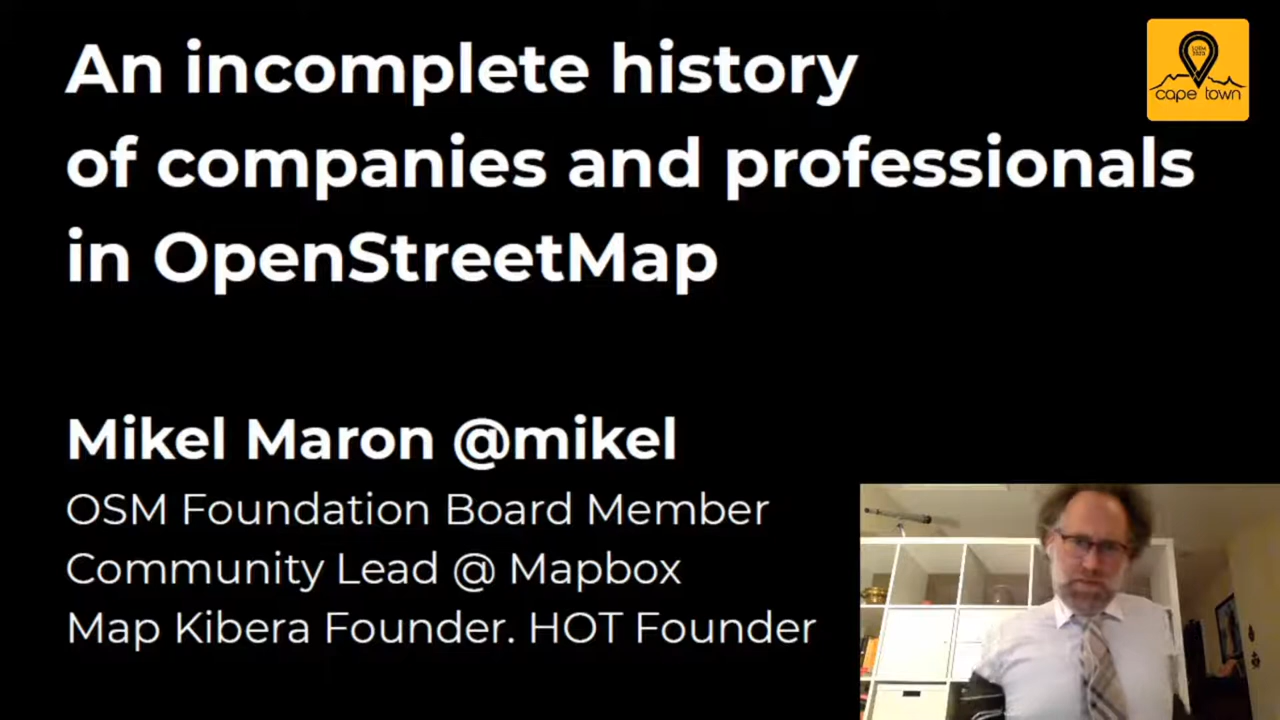 An incomplete history
of companies and professionals
in OpenStreetMap
Mikel Maron @mikel
OSM Foundation Board Member
Community Lead @ Mapbox
Map Kibera Founder. HOT Founder
cape town